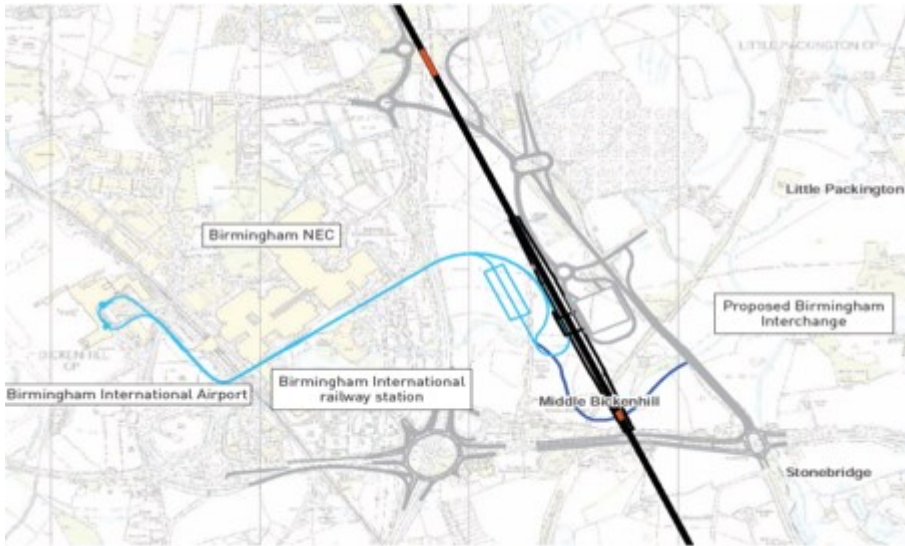 LITTLE PACKINGTON CP
Little Packington
Birmingham NEC
Proposed Birmingham
Interchange
Birmingham International Airport
Birmingham International
railway station
Middle Bickenhill
Stonebridge